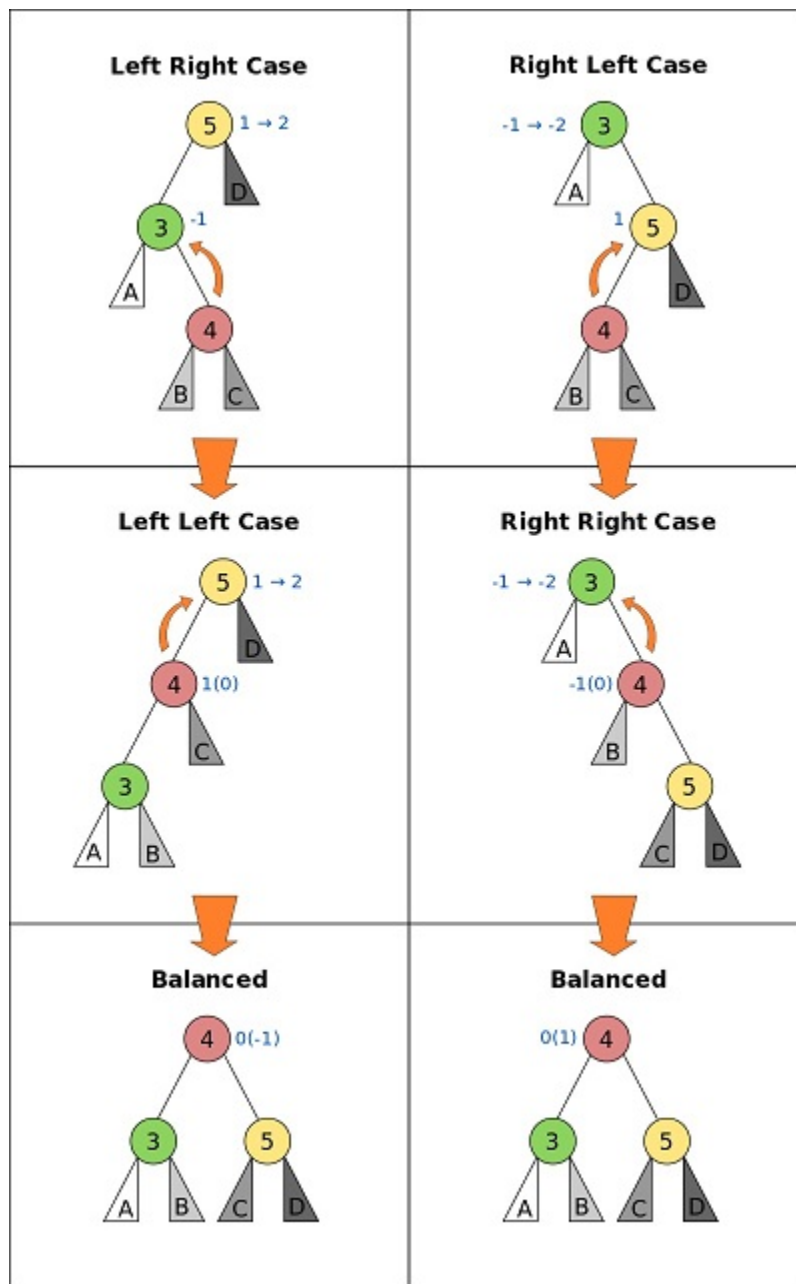 Left Right Case
5 1 → 2
D
3 -1
A
4
B C
Right Left Case
-1 → -2 3
A
1 5
D
4
B C
Left Left Case
5 1 → 2
D
4 1(0)
C
3
A B
Right Right Case
-1 → -2 3
A
-1(0) 4
B
5
C D
Balanced
4 0(-1)
3 5
A B C D
Balanced
0(1) 4
3 5
A B C D